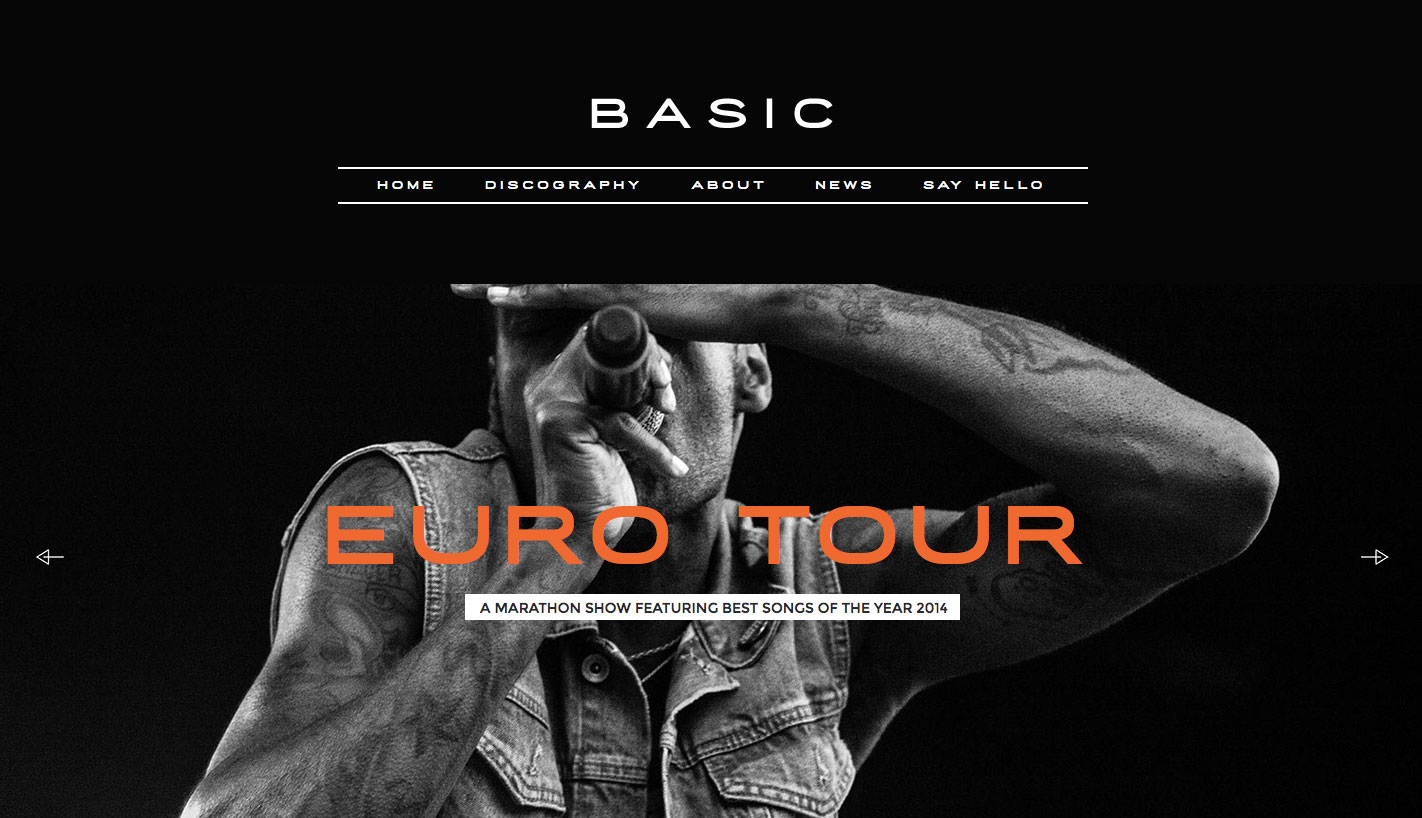 BASIC
HOME DISCOGRAPHY ABOUT NEWS SAY HELLO
EURO TOUR
A MARATHON SHOW FEATURING BEST SONGS OF THE YEAR 2014